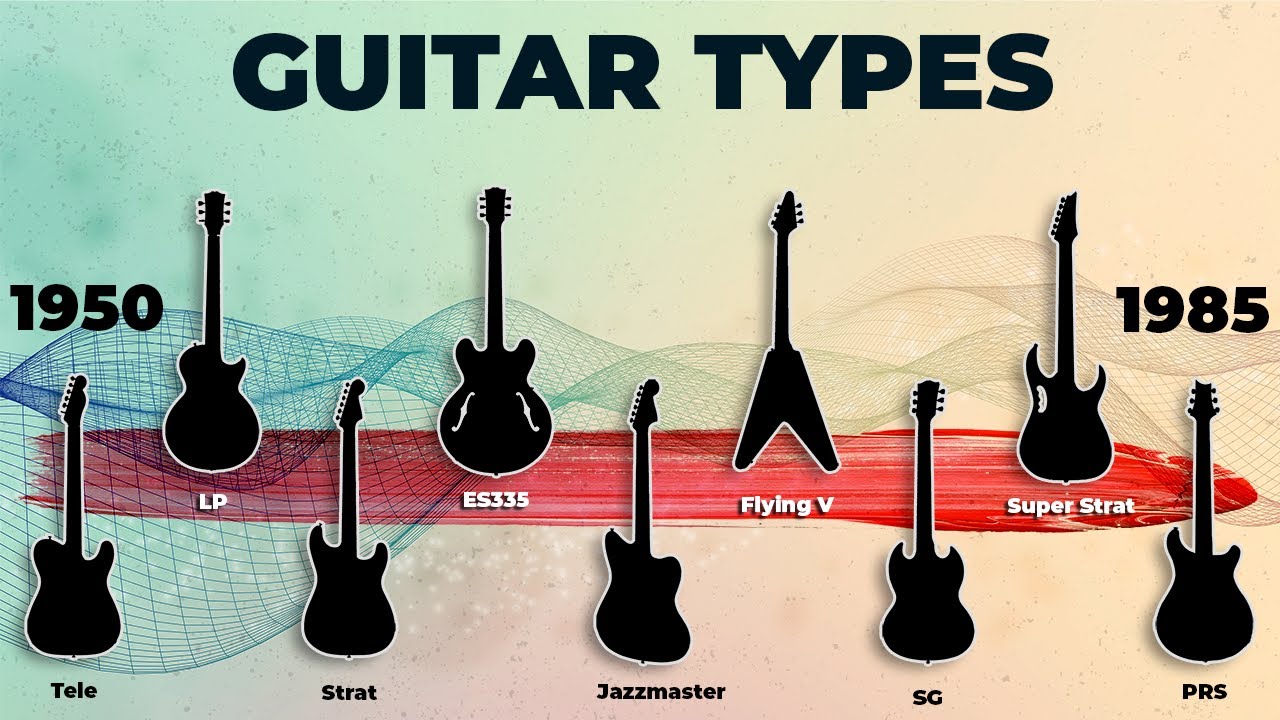 GUITAR TYPES
1950
1985
LP
ES335
Flying V
Super Strat
Tele
Strat
Jazzmaster
SG
PRS